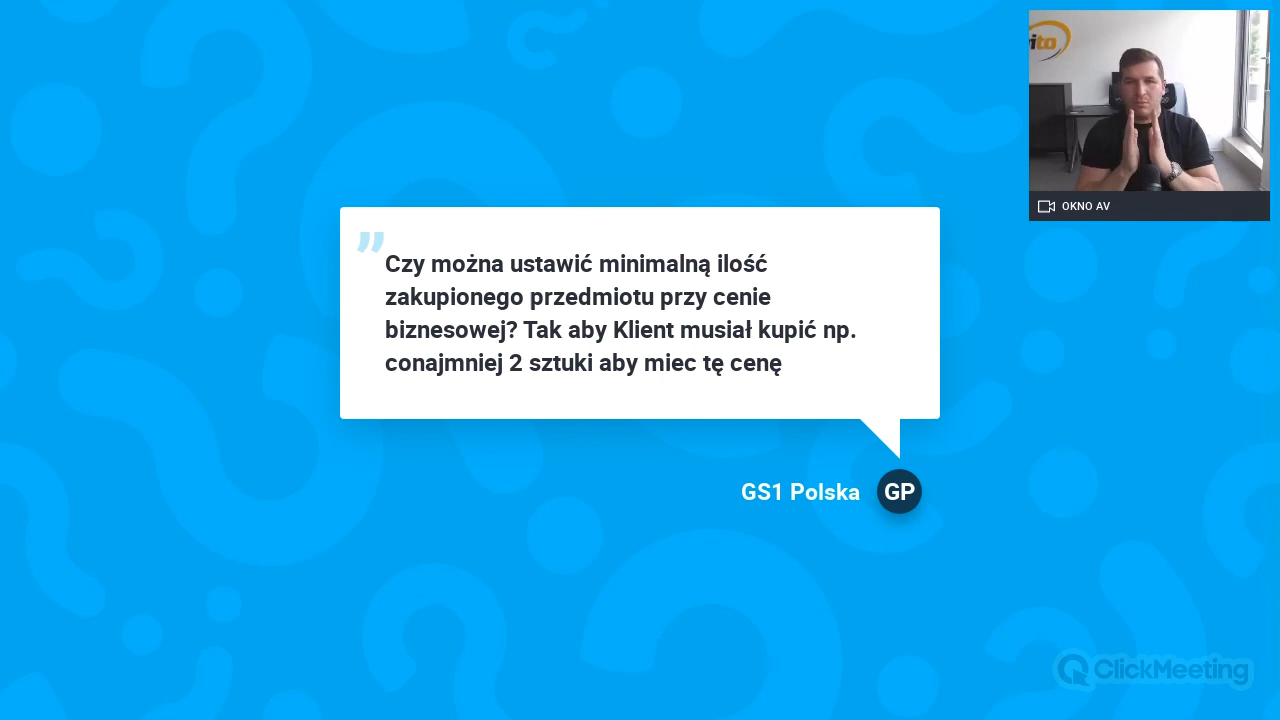 ito
OKNO AV
”
Czy można ustawić minimalną ilość
zakupionego przedmiotu przy cenie
biznesowej? Tak aby Klient musiał kupić np.
conajmniej 2 sztuki aby miec tę cenę
GS1 Polska GP
ClickMeeting